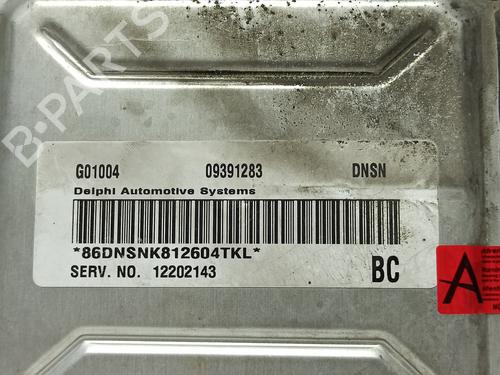 G01004 09391283 DNSN
Delphi Automotive Systems
*86DNSNK812604TKL*
SERV. NO. 12202143 BC
A
B-PARTS